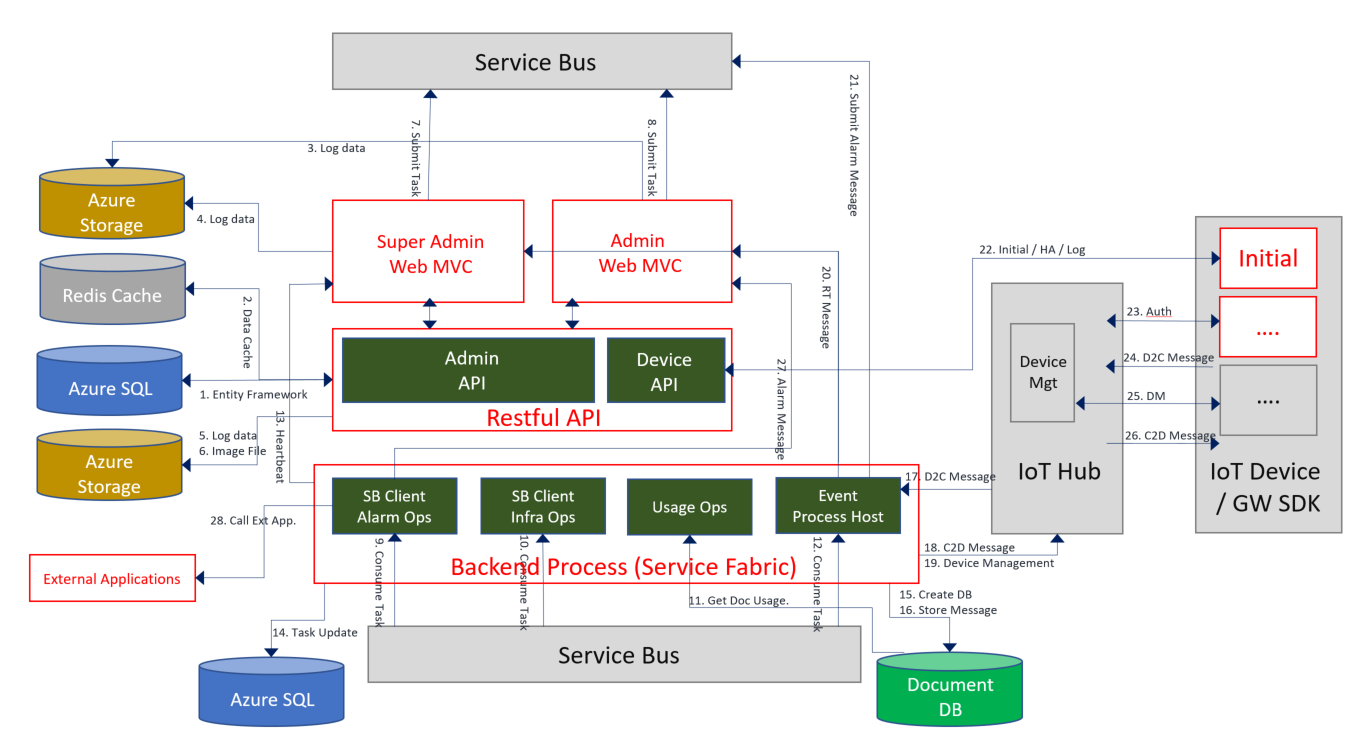 Service Bus
21. Submit Alarm Message
7. Submit Task
8. Submit Task
3. Log data
Azure
Storage
4. Log data
Super Admin
Web MVC
Admin
Web MVC
22. Initial / HA / Log
Initial
20. RT Message
Redis Cache
2. Data Cache
23. Auth
....
Admin
API
Device
API
27. Alarm Message
Device
Mgt
24. D2C Message
Azure SQL
1. Entity Framework
25. DM
....
Restful API
13. Heartbeat
5. Log data
6. Image File
26. C2D Message
Azure
Storage
IoT Hub
IoT Device
/ GW SDK
17. D2C Message
SB Client
Alarm Ops
SB Client
Infra Ops
Usage Ops
Event
Process Host
28. Call Ext App.
9. Consume Task
10. Consume Task
12. Consume Task
18. C2D Message
19. Device Management
Backend Process (Service Fabric)
External Applications
11. Get Doc Usage.
15. Create DB
16. Store Message
14. Task Update
Service Bus
Azure SQL
Document
DB